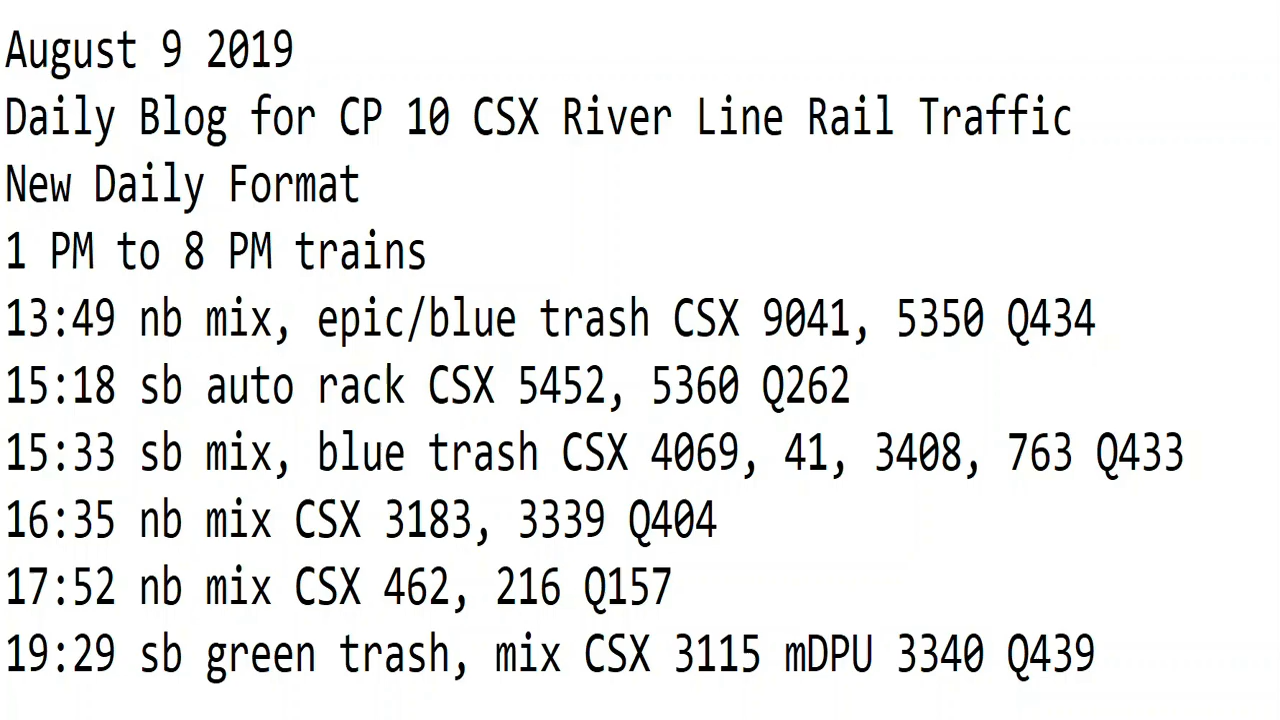 August 9 2019
Daily Blog for CP 10 CSX River Line Rail Traffic
New Daily Format
1 PM to 8 PM trains
13:49 nb mix, epic/blue trash CSX 9041, 5350 Q434
15:18 sb auto rack CSX 5452, 5360 Q262
15:33 sb mix, blue trash CSX 4069, 41, 3408, 763 Q433
16:35 nb mix CSX 3183, 3339 Q404
17:52 nb mix CSX 462, 216 Q157
19:29 sb green trash, mix CSX 3115 mDPU 3340 Q439